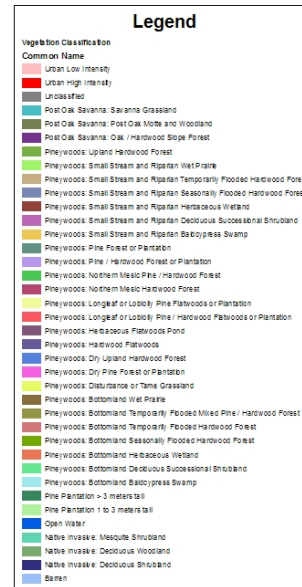 Legend
Vegetation Classification
Common Name
Urban Low Intensity
Urban High Intensity
Unclassified
Post Oak Savanna: Savanna Grassland
Post Oak Savanna: Post Oak Motte and Woodland
Post Oak Savanna: Oak / Hardwood Slope Forest
Pineywoods: Upland Hardwood Forest
Pineywoods: Small Stream and Riparian Wet Prairie
Pineywoods: Small Stream and Riparian Temporarily Flooded Hardwood Fores
Pineywoods: Small Stream and Riparian Seasonally Flooded Hardwood Forest
Pineywoods: Small Stream and Riparian Herbaceous Wetland
Pineywoods: Small Stream and Riparian Deciduous Successional Shrubland
Pineywoods: Small Stream and Riparian Baldcypress Swamp
Pineywoods: Pine Forest or Plantation
Pineywoods: Pine / Hardwood Forest or Plantation
Pineywoods: Northern Mesic Pine / Hardwood Forest
Pineywoods: Northern Mesic Hardwood Forest
Pineywoods: Longleaf or Loblolly Pine Flatwoods or Plantation
Pineywoods: Longleaf or Loblolly Pine / Hardwood Flatwoods or Plantation
Pineywoods: Herbaceous Flatwoods Pond
Pineywoods: Hardwood Flatwoods
Pineywoods: Dry Upland Hardwood Forest
Pineywoods: Dry Pine Forest or Plantation
Pineywoods: Disturbance or Tame Grassland
Pineywoods: Bottomland Wet Prairie
Pineywoods: Bottomland Temporarily Flooded Mixed Pine / Hardwood Forest
Pineywoods: Bottomland Temporarily Flooded Hardwood Forest
Pineywoods: Bottomland Seasonally Flooded Hardwood Forest
Pineywoods: Bottomland Herbaceous Wetland
Pineywoods: Bottomland Deciduous Successional Shrubland
Pineywoods: Bottomland Baldcypress Swamp
Pine Plantation > 3 meters tall
Pine Plantation 1 to 3 meters tall
Open Water
Native Invasive: Mesquite Shrubland
Native Invasive: Deciduous Woodland
Native Invasive: Deciduous Shrubland
Barren